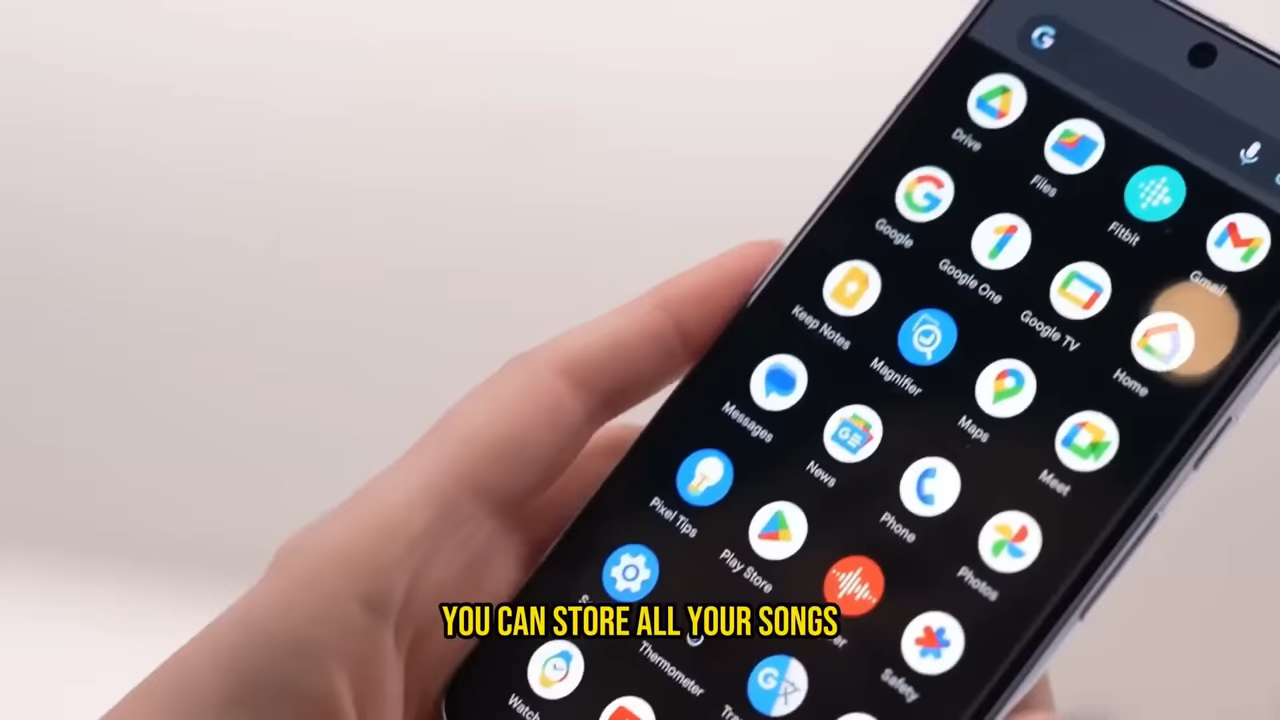 Drive
Files
Fitbit
Gmail
Google
Google One
Google TV
Home
Keep Notes
Magnifier
Maps
Meet
Messages
News
Phone
Photos
Pixel Tips
Play Store
Safety
Thermometer
YOU CAN STORE ALL YOUR SONGS